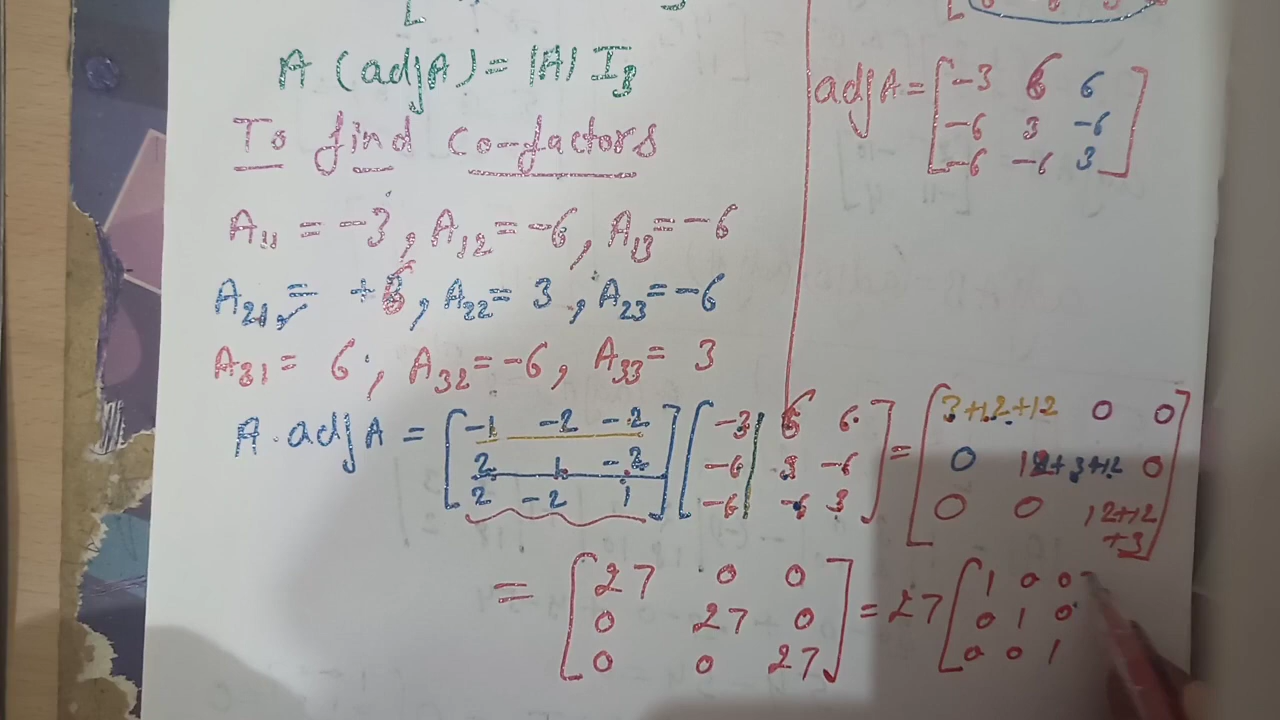 A (adj A) = |A| I3
To find co-factors
A11 = -3, A12 = -6, A13 = -6
A21 = +6, A22 = 3, A23 = -6
A31 = 6, A32 = -6, A33 = 3
adj A = [-3 6 6
-6 3 -6
-6 -6 3]
A. adj A = [-1 -2 -2
2 1 -2
2 -2 1] [-3 6 6
-6 3 -6
-6 -6 3] = [3+12+12 0 0
0 12+3+12 0
0 0 12+12
+3]
= [27 0 0
0 27 0
0 0 27] = 27 [1 0 0
0 1 0
0 0 1